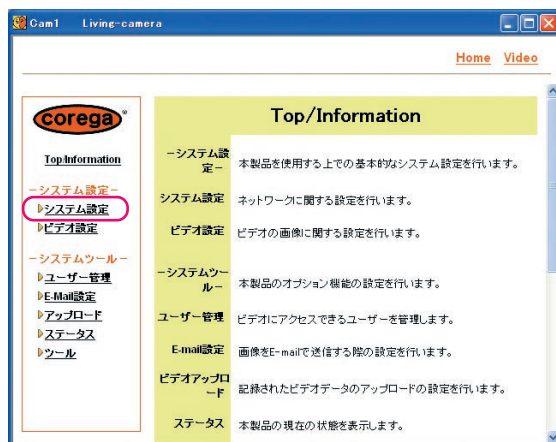 Cam1 Living-camera
Home Video
corega
Top/Information
Top/Information
－システム設定－
システム設定
ビデオ設定
－システムツール－
ユーザー管理
E-Mail設定
アップロード
ステータス
ツール
－システム設
定－
本製品を使用する上での基本的なシステム設定を行います。
システム設定
ネットワークに関する設定を行います。
ビデオ設定
ビデオの画像に関する設定を行います。
－システムツー
ル－
本製品のオプション機能の設定を行います。
ユーザー管理
ビデオにアクセスできるユーザーを管理します。
E-mail設定
画像をE-mailで送信する際の設定を行います。
ビデオアップロ
ード
記録されたビデオデータのアップロードの設定を行います。
ステータス
本製品の現在の状態を表示します。